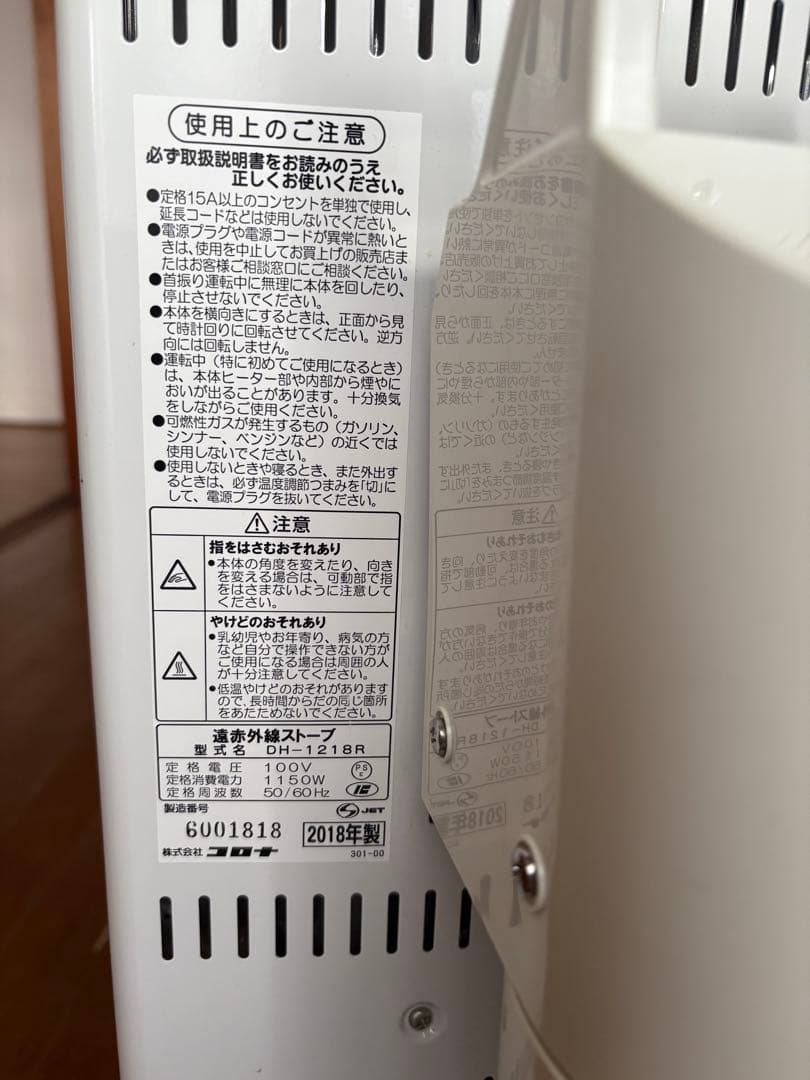 使用上のご注意
必ず取扱説明書をお読みのうえ
正しくお使いください。
●定格15A以上のコンセントを単独で使用し、
延長コードなどは使用しないでください。
●電源プラグや電源コードが異常に熱いと
きは、使用を中止してお買上げの販売店ま
たはお客様ご相談窓口にご相談ください。
●首振り運転中に無理に本体を回したり、
停止させないでください。
●本体を横向きにするときは、正面から見
て時計回りに回転させてください。逆方
向には回転しません。
●運転中（特に初めてご使用になるとき）
は、本体ヒーター部や内部から煙やに
おいが出ることがあります。十分換気
をしながらご使用ください。
●可燃性ガスが発生するもの（ガソリン、
シンナー、ベンジンなど）の近くでは
使用しないでください。
●使用しないときや寝るとき、また外出す
るときは、必ず温度調節つまみを「切」に
して、電源プラグを抜いてください。
注意
指をはさむおそれあり
●本体の角度を変えたり、向き
を変える場合は、可動部で指
をはさまないように注意して
ください。
やけどのおそれあり
●乳幼児やお年寄り、病気の方
など自分で操作できない方が
ご使用になる場合は周囲の人
が十分注意してください。
●低温やけどのおそれがあります
ので、長時間からだの同じ箇所
をあたためないでください。
遠赤外線ストーブ
型式名 DH-1218R
定格電圧 100V
定格消費電力 1150W
定格周波数 50/60Hz
PSE
JET
製造番号
6001818 2018年製
株式会社 コロナ 301-00